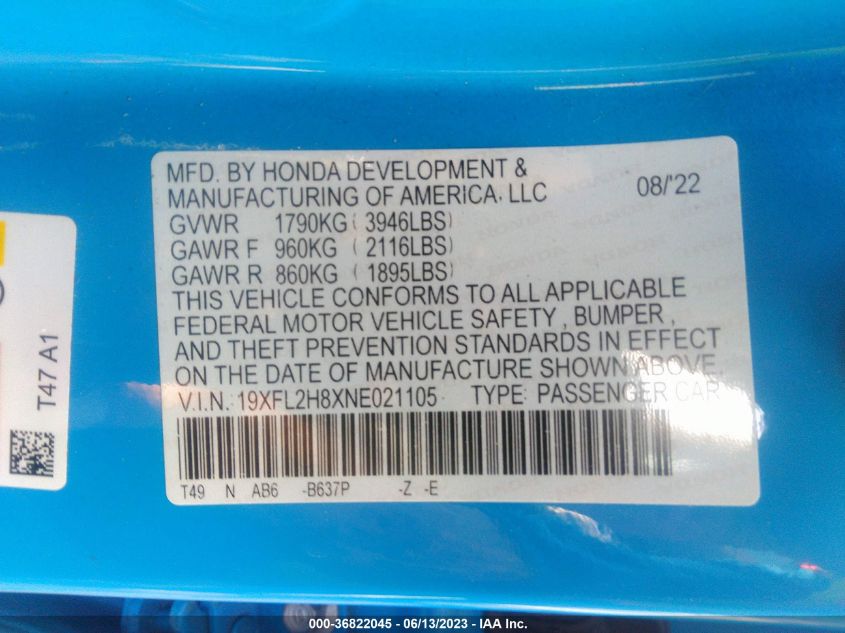 MFD. BY HONDA DEVELOPMENT &
MANUFACTURING OF AMERICA, LLC 08/'22
GVWR 1790KG ( 3946LBS)
GAWR F 960KG ( 2116LBS)
GAWR R 860KG ( 1895LBS)
THIS VEHICLE CONFORMS TO ALL APPLICABLE
FEDERAL MOTOR VEHICLE SAFETY , BUMPER ,
AND THEFT PREVENTION STANDARDS IN EFFECT
ON THE DATE OF MANUFACTURE SHOWN ABOVE.
V.I.N. 19XFL2H8XNE021105 TYPE: PASSENGER CAR
T49 N AB6 -B637P -Z -E
T47 A1
000-36822045 - 06/13/2023 - IAA Inc.